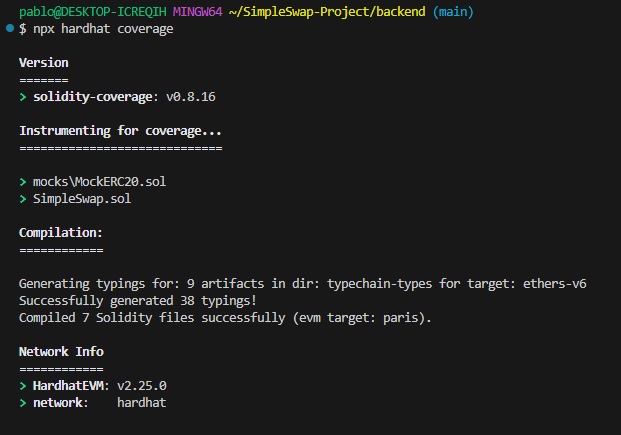 pablo@DESKTOP-ICREQIH MINGW64 ~/SimpleSwap-Project/backend (main)
$ npx hardhat coverage
Version
=======
> solidity-coverage: v0.8.16
Instrumenting for coverage...
=============================
> mocks\MockERC20.sol
> SimpleSwap.sol
Compilation:
============
Generating typings for: 9 artifacts in dir: typechain-types for target: ethers-v6
Successfully generated 38 typings!
Compiled 7 Solidity files successfully (evm target: paris).
Network Info
============
> HardhatEVM: v2.25.0
> network:    hardhat